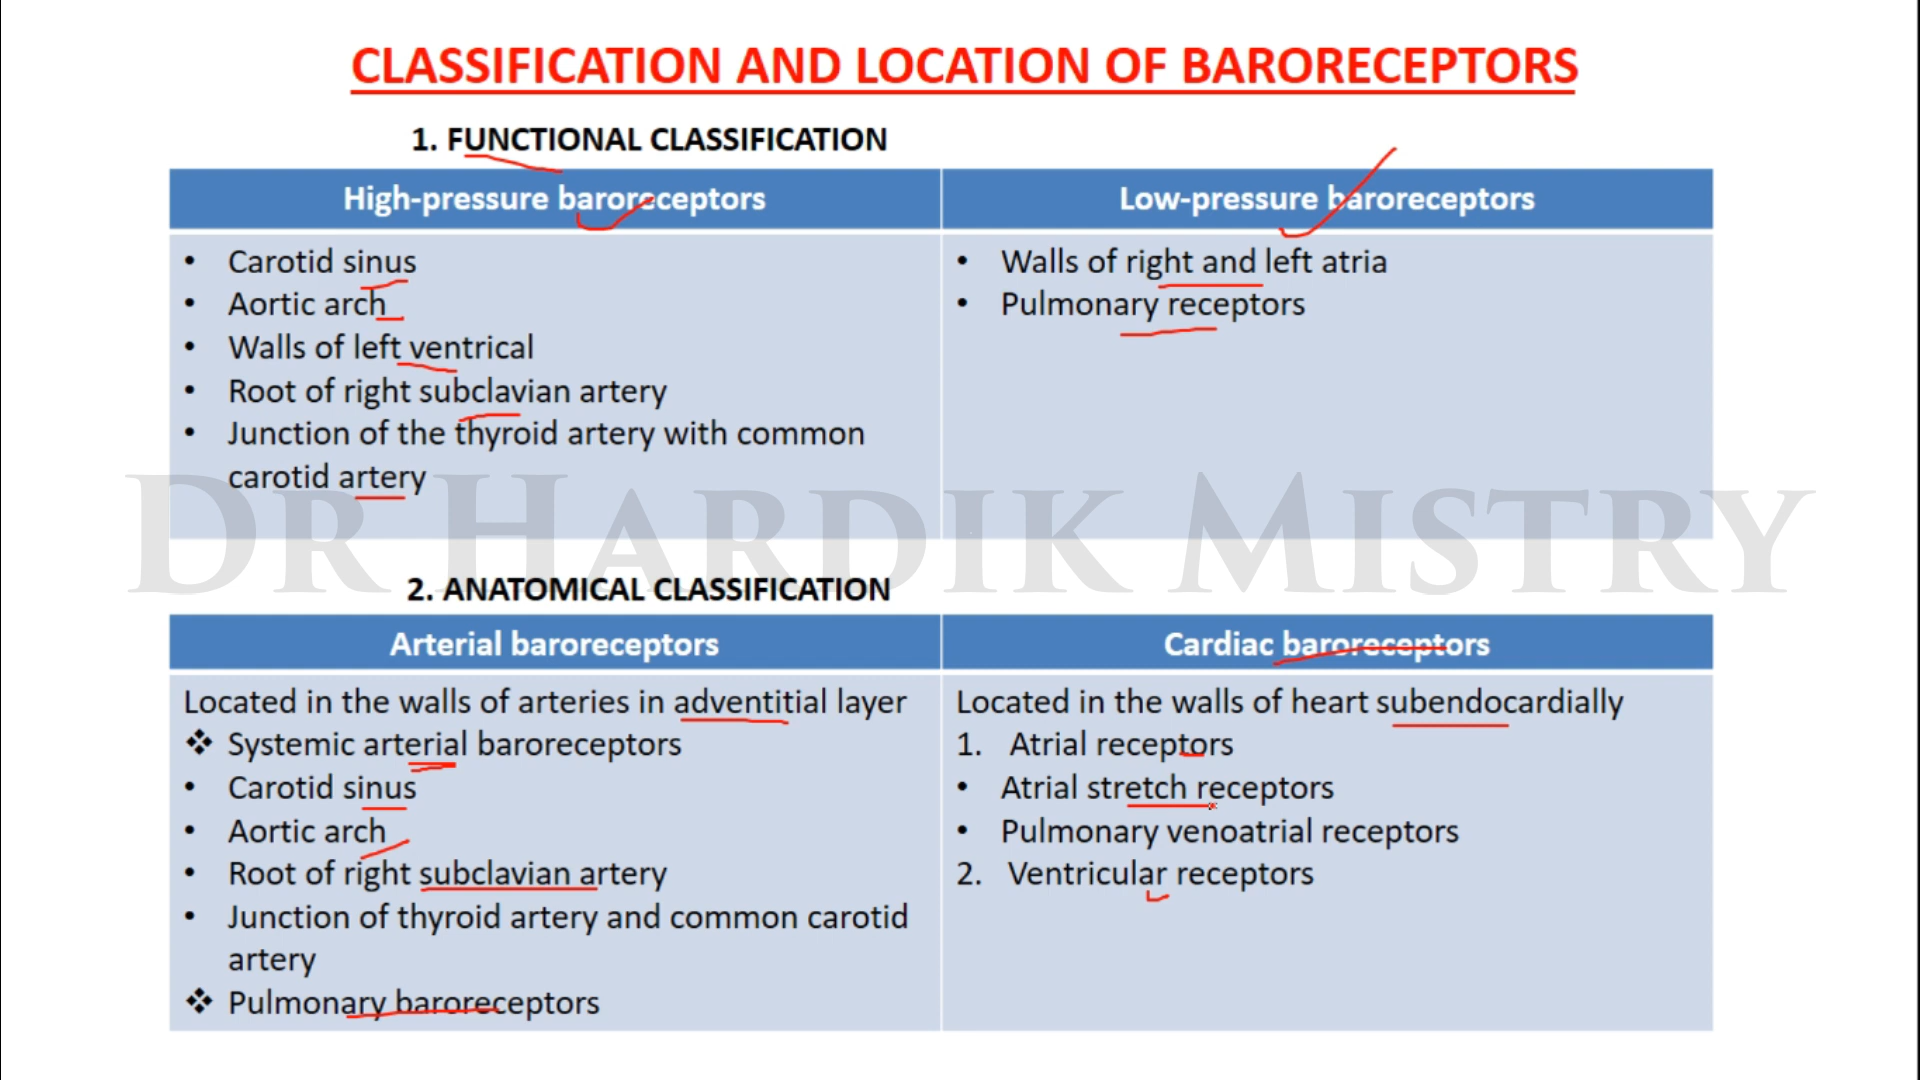 CLASSIFICATION AND LOCATION OF BARORECEPTORS
1. FUNCTIONAL CLASSIFICATION
High-pressure baroreceptors
Low-pressure baroreceptors
• Carotid sinus
• Aortic arch
• Walls of left ventrical
• Root of right subclavian artery
• Junction of the thyroid artery with common
carotid artery
• Walls of right and left atria
• Pulmonary receptors
DR HARDIK MISTRY
2. ANATOMICAL CLASSIFICATION
Arterial baroreceptors
Cardiac baroreceptors
Located in the walls of arteries in adventitial layer
❖ Systemic arterial baroreceptors
• Carotid sinus
• Aortic arch
• Root of right subclavian artery
• Junction of thyroid artery and common carotid
artery
❖ Pulmonary baroreceptors
Located in the walls of heart subendocardially
1. Atrial receptors
• Atrial stretch receptors
• Pulmonary venoatrial receptors
2. Ventricular receptors